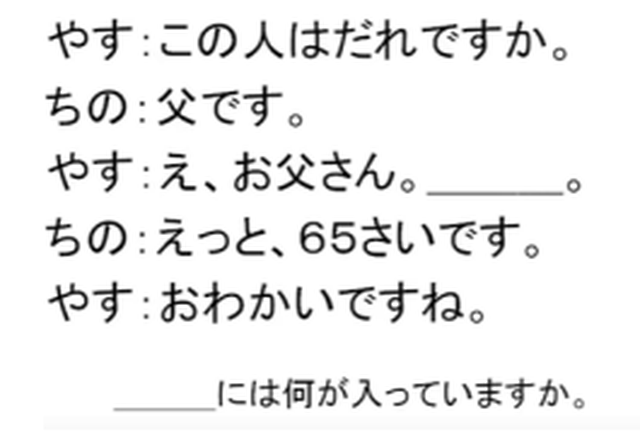 やす：この人はだれですか。
ちの：父です。
やす：え、お父さん。______。
ちの：えっと、65さいです。
やす：おわかいですね。
______には何が入っていますか。